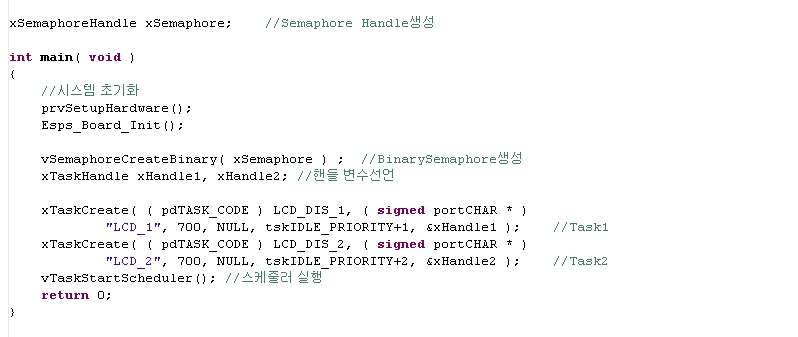 xSemaphoreHandle xSemaphore;    //Semaphore Handle생성
int main( void )
{
    //시스템 초기화
    prvSetupHardware();
    Esps_Board_Init();
    vSemaphoreCreateBinary( xSemaphore ) ;  //BinarySemaphore생성
    xTaskHandle xHandle1, xHandle2; //핸들 변수선언
    xTaskCreate( ( pdTASK_CODE ) LCD_DIS_1, ( signed portCHAR * )
            "LCD_1", 700, NULL, tskIDLE_PRIORITY+1, &xHandle1 );    //Task1
    xTaskCreate( ( pdTASK_CODE ) LCD_DIS_2, ( signed portCHAR * )
            "LCD_2", 700, NULL, tskIDLE_PRIORITY+2, &xHandle2 );    //Task2
    vTaskStartScheduler(); //스케줄러 실행
    return 0;
}